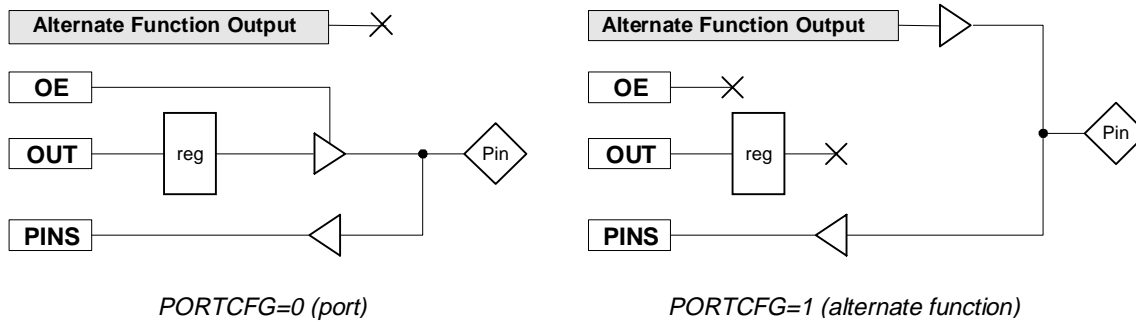 Alternate Function Output
OE
OUT
reg
Pin
PINS
PORTCFG=0 (port)
Alternate Function Output
OE
OUT
reg
Pin
PINS
PORTCFG=1 (alternate function)